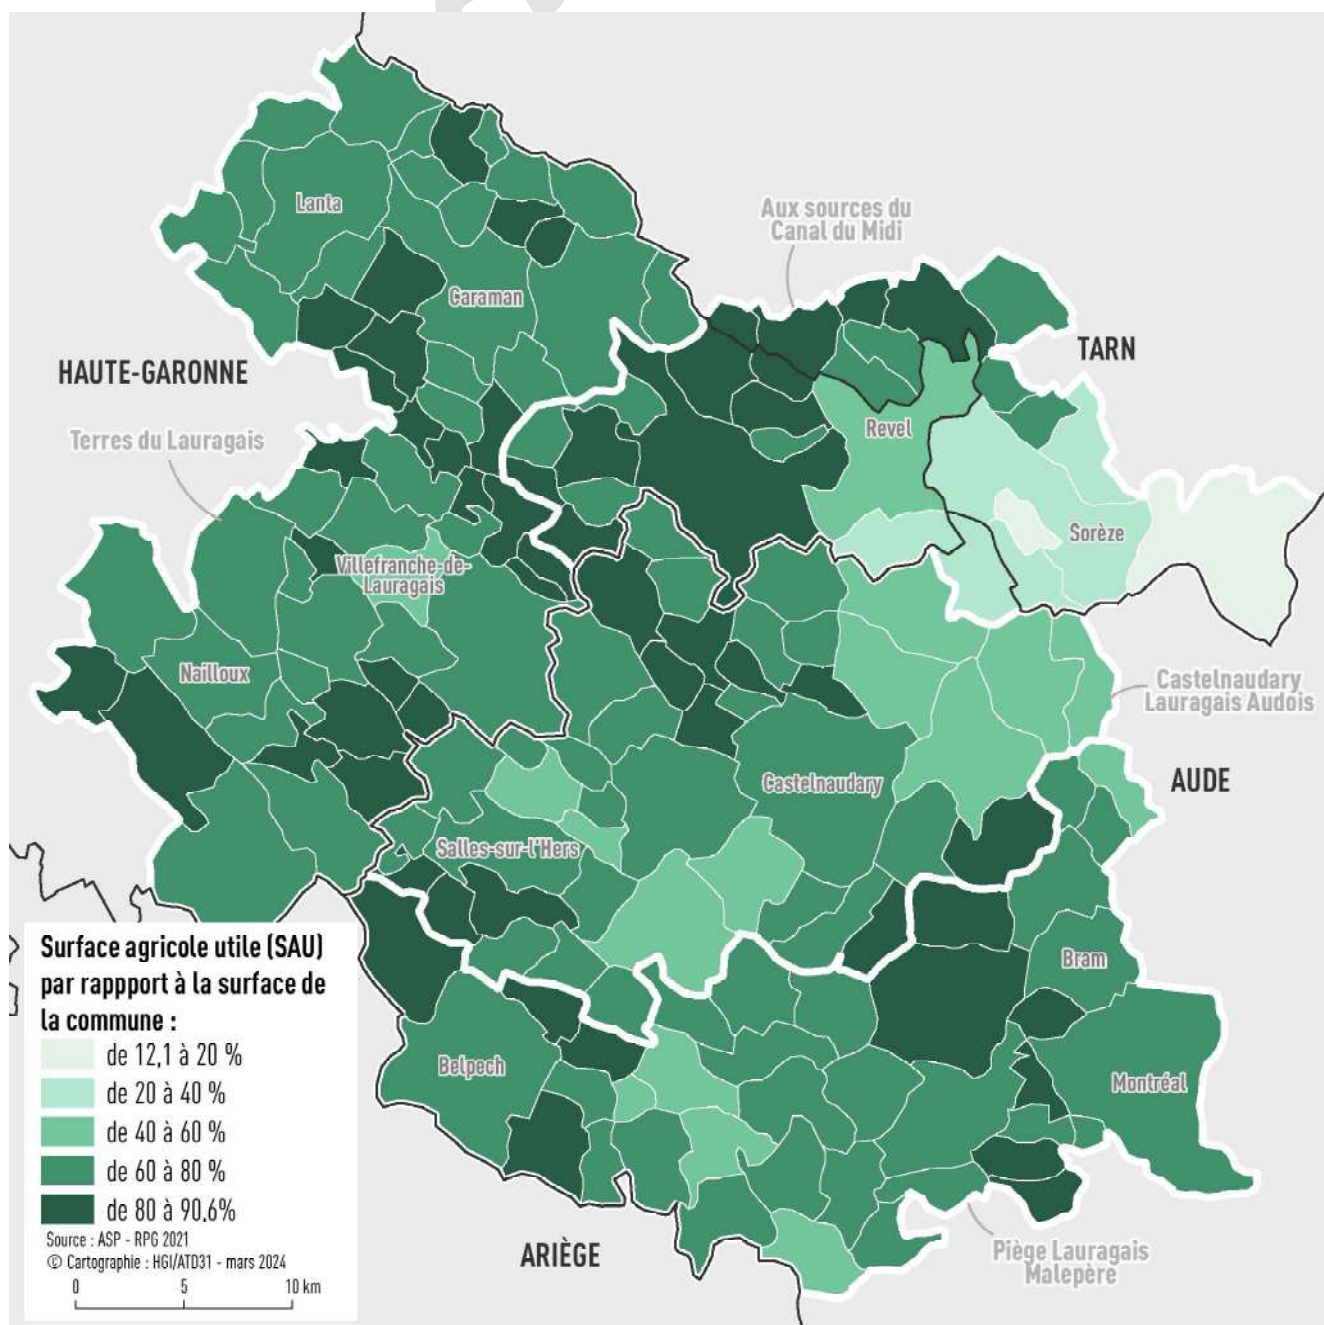 Lanta
Aux sources du
Canal du Midi
Caraman
TARN
HAUTE-GARONNE
Terres du Lauragais
Revel
Sorèze
Villefranche-de-
Lauragais
Nailloux
Castelnaudary
Lauragais Audois
AUDE
Castelnaudary
Salles-sur-l'Hers
Bram
Belpech
Montréal
Piège Lauragais
Malepère
ARIÈGE
Surface agricole utile (SAU)
par rappport à la surface de
la commune :
de 12,1 à 20 %
de 20 à 40 %
de 40 à 60 %
de 60 à 80 %
de 80 à 90,6%
Source : ASP - RPG 2021
© Cartographie : HGI/ATD31 - mars 2024
0 5 10 km